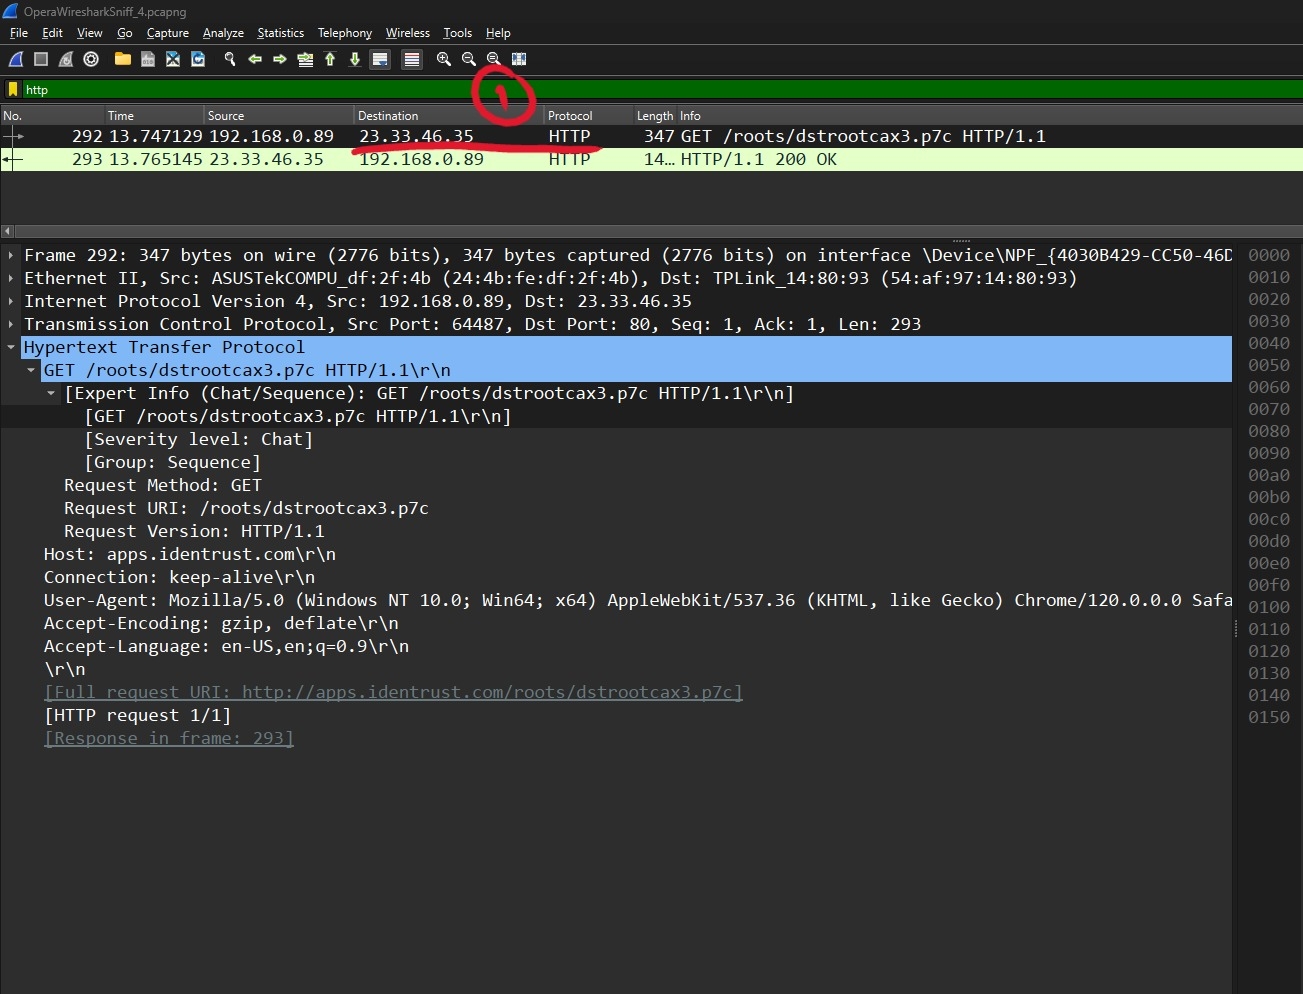 OperaWiresharkSniff_4.pcapng
File Edit View Go Capture Analyze Statistics Telephony Wireless Tools Help
http
1
No. Time Source Destination Protocol Length Info
292 13.747129 192.168.0.89 23.33.46.35 HTTP 347 GET /roots/dstrootcax3.p7c HTTP/1.1
293 13.765145 23.33.46.35 192.168.0.89 HTTP 14… HTTP/1.1 200 OK
Frame 292: 347 bytes on wire (2776 bits), 347 bytes captured (2776 bits) on interface \Device\NPF_{4030B429-CC50-46D
Ethernet II, Src: ASUSTekCOMPU_df:2f:4b (24:4b:fe:df:2f:4b), Dst: TPLink_14:80:93 (54:af:97:14:80:93)
Internet Protocol Version 4, Src: 192.168.0.89, Dst: 23.33.46.35
Transmission Control Protocol, Src Port: 64487, Dst Port: 80, Seq: 1, Ack: 1, Len: 293
Hypertext Transfer Protocol
GET /roots/dstrootcax3.p7c HTTP/1.1\r\n
[Expert Info (Chat/Sequence): GET /roots/dstrootcax3.p7c HTTP/1.1\r\n]
[GET /roots/dstrootcax3.p7c HTTP/1.1\r\n]
[Severity level: Chat]
[Group: Sequence]
Request Method: GET
Request URI: /roots/dstrootcax3.p7c
Request Version: HTTP/1.1
Host: apps.identrust.com\r\n
Connection: keep-alive\r\n
User-Agent: Mozilla/5.0 (Windows NT 10.0; Win64; x64) AppleWebKit/537.36 (KHTML, like Gecko) Chrome/120.0.0.0 Safa
Accept-Encoding: gzip, deflate\r\n
Accept-Language: en-US,en;q=0.9\r\n
\r\n
[Full request URI: http://apps.identrust.com/roots/dstrootcax3.p7c]
[HTTP request 1/1]
[Response in frame: 293]
0000
0010
0020
0030
0040
0050
0060
0070
0080
0090
00a0
00b0
00c0
00d0
00e0
00f0
0100
0110
0120
0130
0140
0150